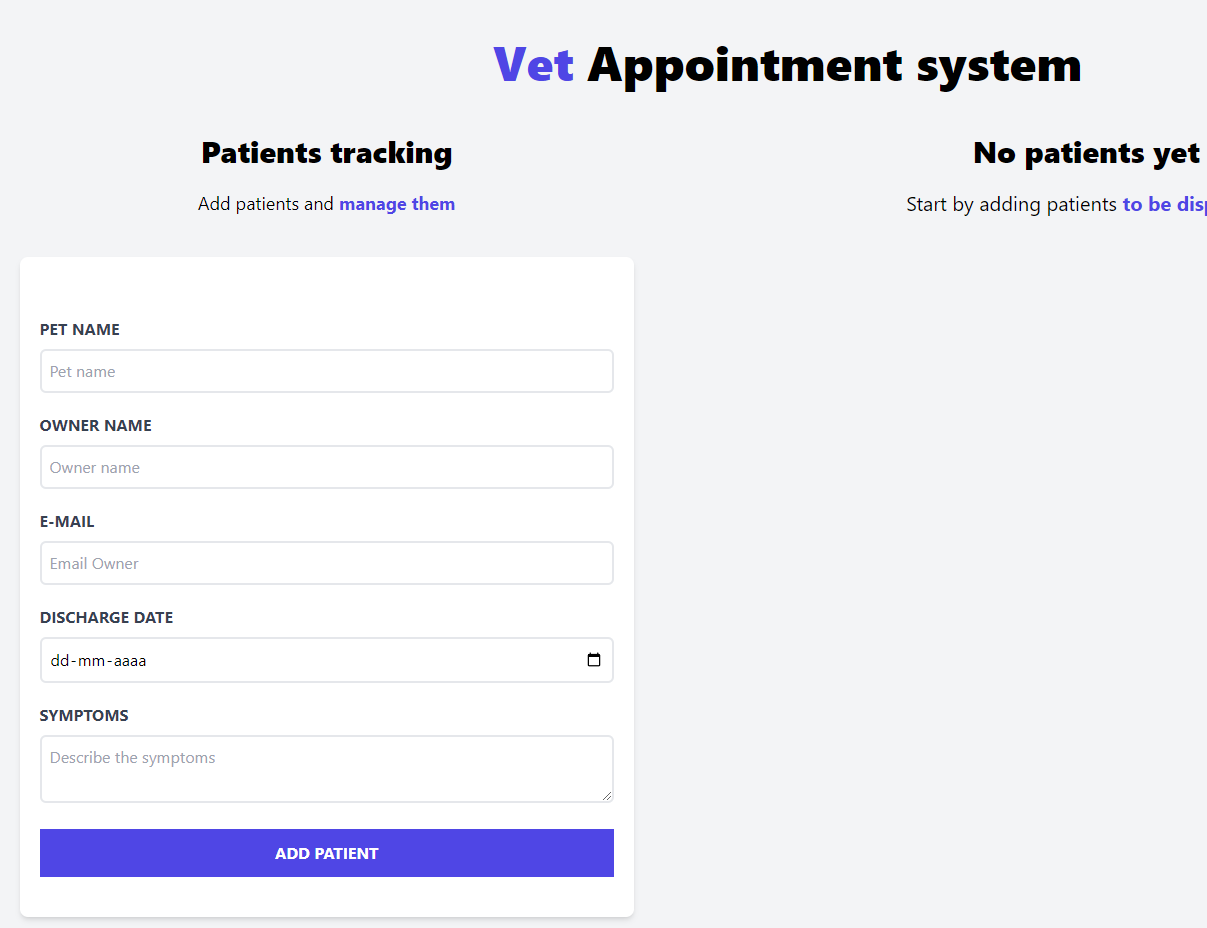 Vet Appointment system
Patients tracking
Add patients and manage them
No patients yet
Start by adding patients to be disp
PET NAME
Pet name
OWNER NAME
Owner name
E-MAIL
Email Owner
DISCHARGE DATE
dd-mm-aaaa
SYMPTOMS
Describe the symptoms
ADD PATIENT